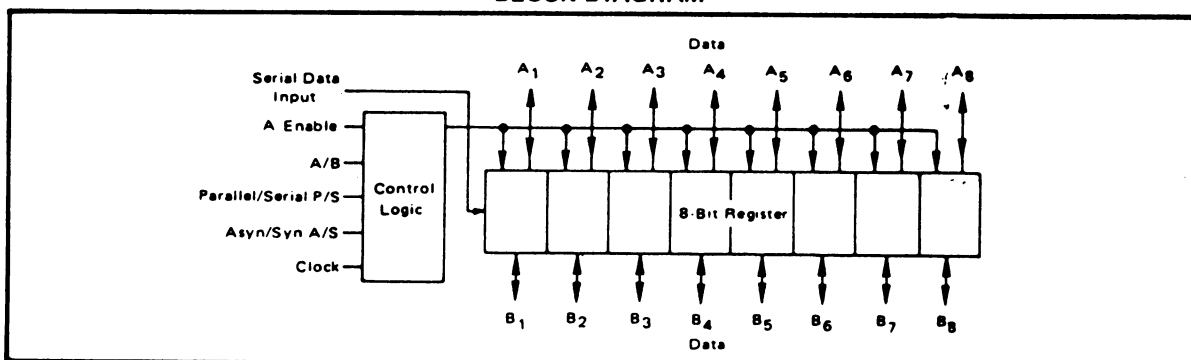 Data
A1 A2 A3 A4 A5 A6 A7 A8
Serial Data
Input
A Enable
A/B
Parallel/Serial P/S
Asyn/Syn A/S
Clock
Control
Logic
8-Bit Register
B1 B2 B3 B4 B5 B6 B7 B8
Data